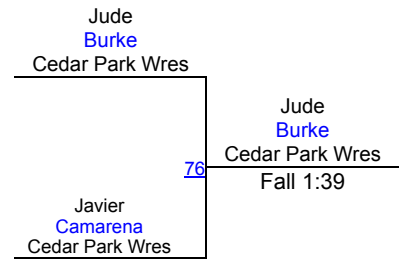 Jude
Burke
Cedar Park Wres
Jude
Burke
Cedar Park Wres
76
Fall 1:39
Javier
Camarena
Cedar Park Wres